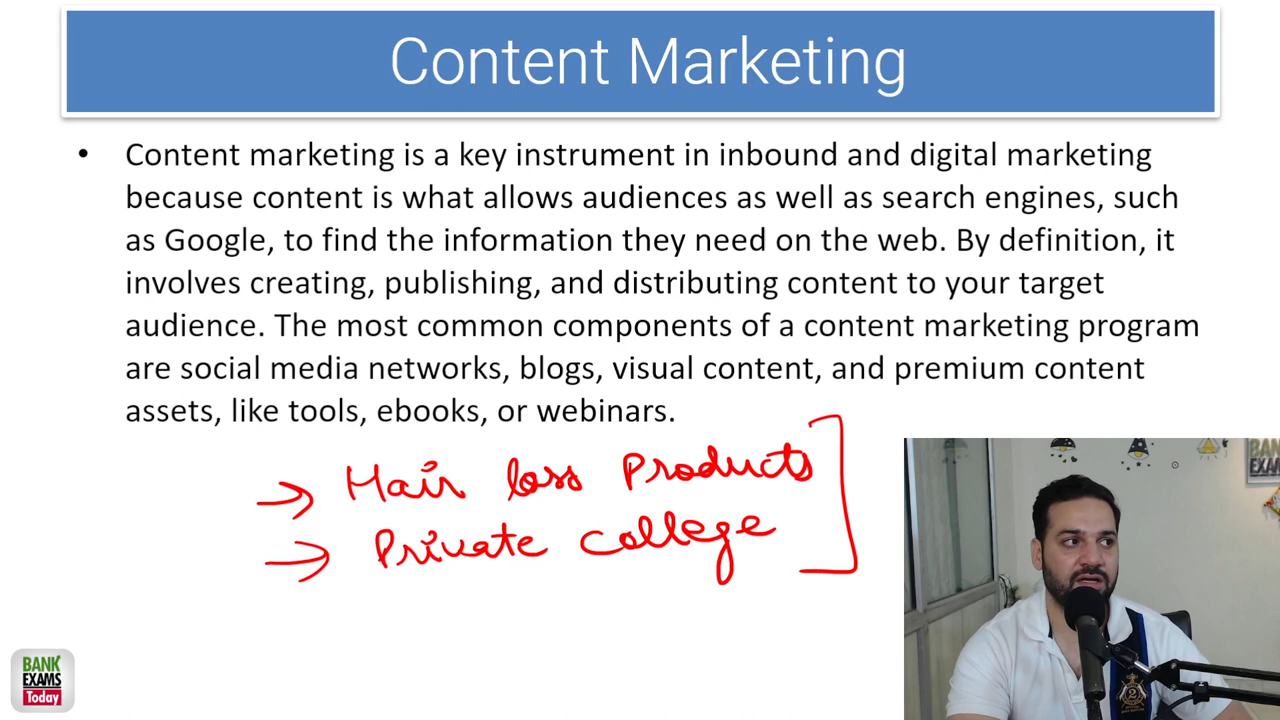 Content Marketing
• Content marketing is a key instrument in inbound and digital marketing
because content is what allows audiences as well as search engines, such
as Google, to find the information they need on the web. By definition, it
involves creating, publishing, and distributing content to your target
audience. The most common components of a content marketing program
are social media networks, blogs, visual content, and premium content
assets, like tools, ebooks, or webinars.
→ Hair loss Products
→ Private college
BANK
EXAMS
Today
BAN
EXA